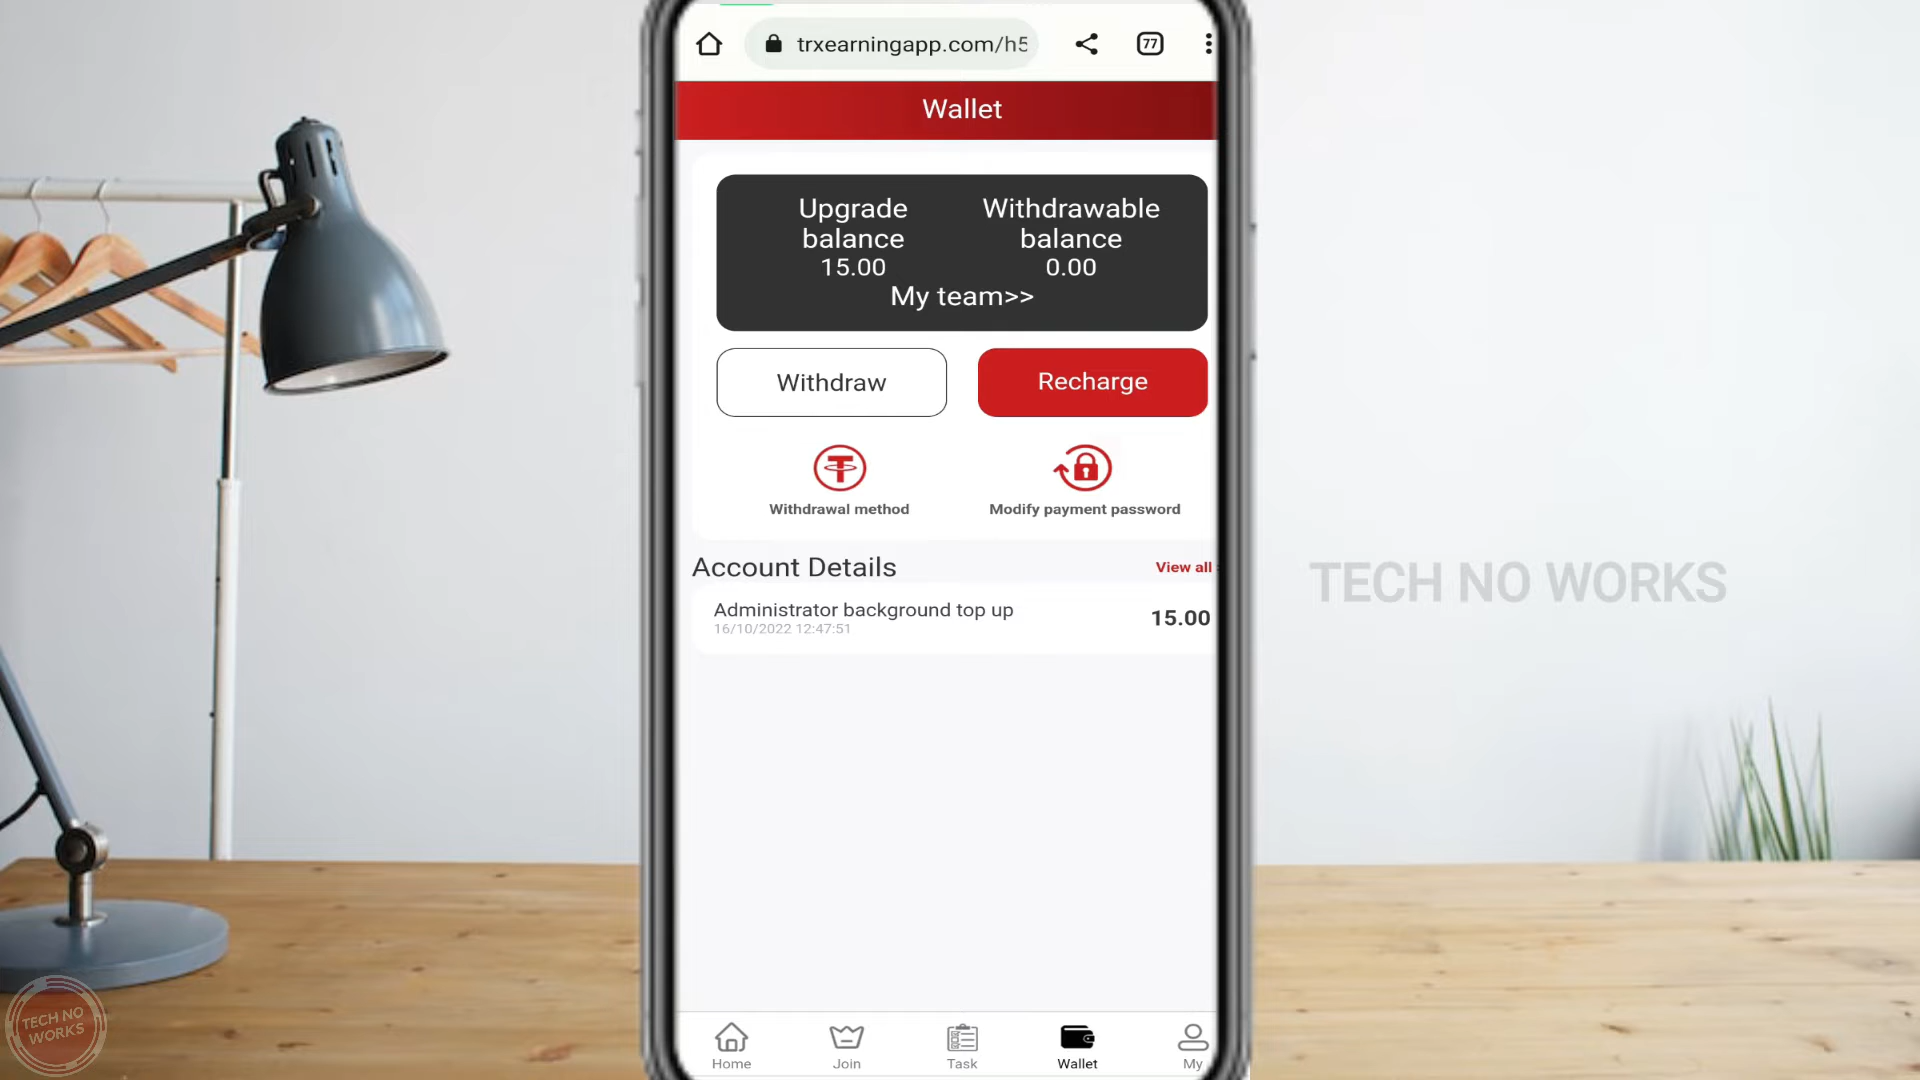 trxearningapp.com/h5
77
Wallet
Upgrade balance
15.00
Withdrawable balance
0.00
My team>>
Withdraw
Recharge
Withdrawal method
Modify payment password
Account Details
View all
Administrator background top up
16/10/2022 12:47:51
15.00
Home
Join
Task
Wallet
My
TECH NO WORKS
TECH NO
WORKS